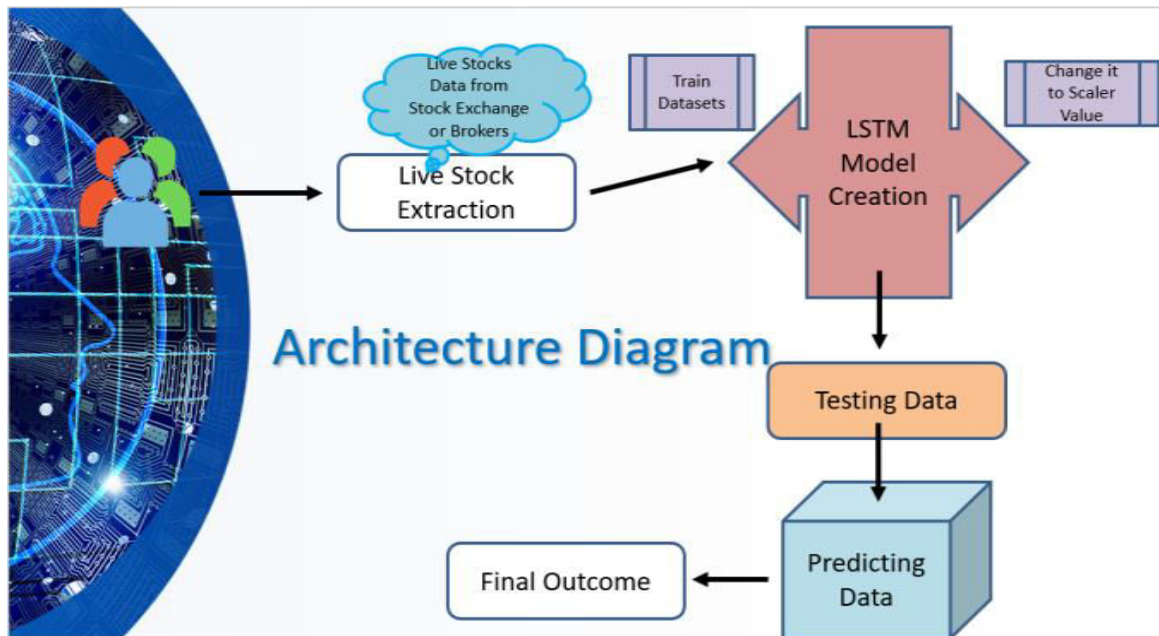 Live Stocks
Data from
Stock Exchange
or Brokers
Live Stock
Extraction
Train
Datasets
LSTM
Model
Creation
Change it
to Scaler
Value
Architecture Diagram
Testing Data
Predicting
Data
Final Outcome